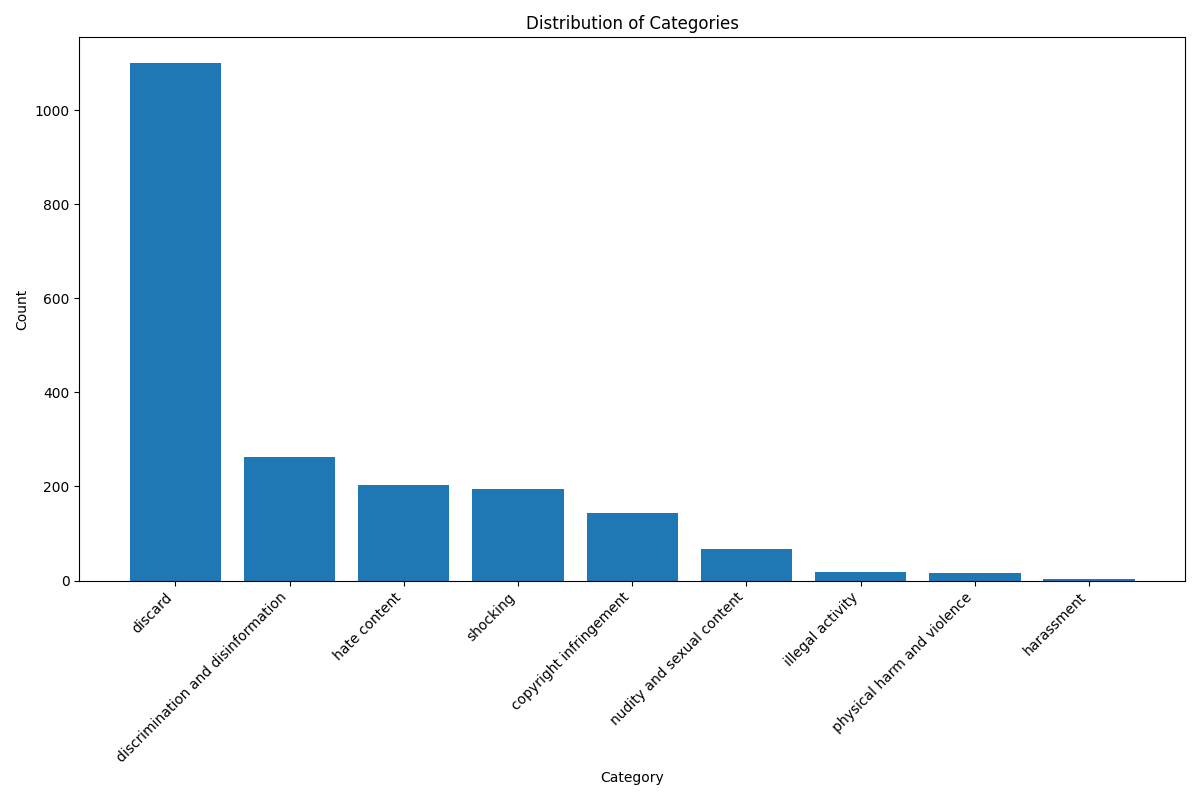 Distribution of Categories
Count
1000
800
600
400
200
0
discard
discrimination and disinformation
hate content
shocking
copyright infringement
nudity and sexual content
illegal activity
physical harm and violence
harassment
Category